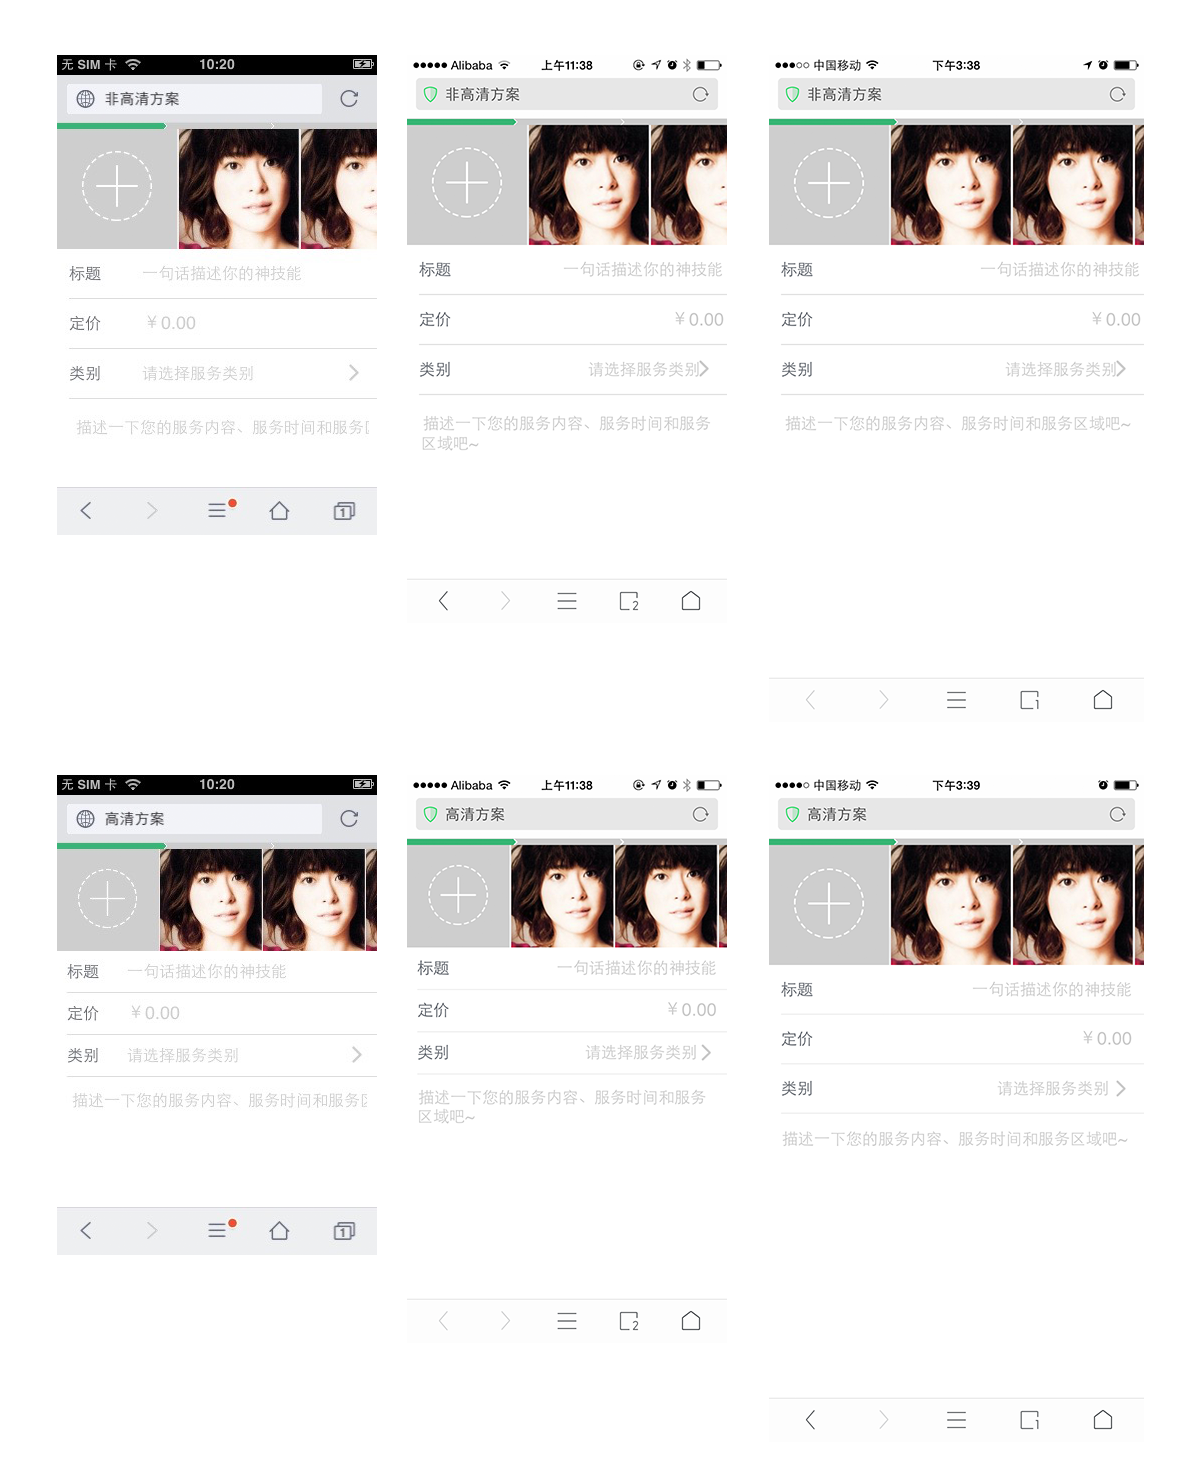 无 SIM 卡 10:20
非高清方案
标题 一句话描述你的神技能
定价 ¥0.00
类别 请选择服务类别
描述一下您的服务内容、服务时间和服务
1
Alibaba 上午11:38
非高清方案
标题 一句话描述你的神技能
定价 ¥0.00
类别 请选择服务类别
描述一下您的服务内容、服务时间和服务
区域吧~
2
中国移动 下午3:38
非高清方案
标题 一句话描述你的神技能
定价 ¥0.00
类别 请选择服务类别
描述一下您的服务内容、服务时间和服务区域吧~
1
无 SIM 卡 10:20
高清方案
标题 一句话描述你的神技能
定价 ¥0.00
类别 请选择服务类别
描述一下您的服务内容、服务时间和服务
1
Alibaba 上午11:38
高清方案
标题 一句话描述你的神技能
定价 ¥0.00
类别 请选择服务类别
描述一下您的服务内容、服务时间和服务
区域吧~
2
中国移动 下午3:39
高清方案
标题 一句话描述你的神技能
定价 ¥0.00
类别 请选择服务类别
描述一下您的服务内容、服务时间和服务区域吧~
1